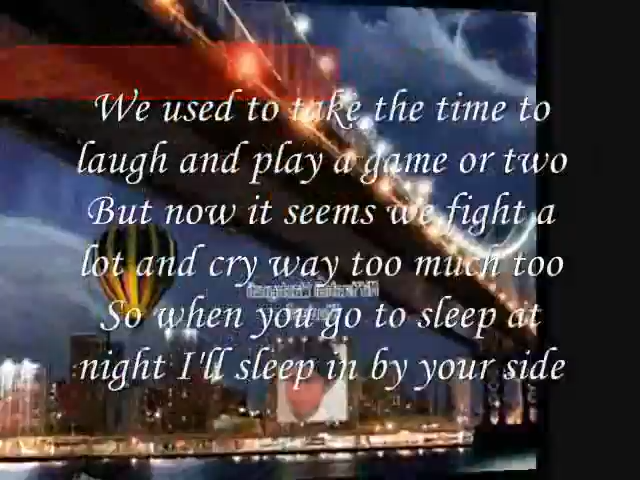 We used to take the time to
laugh and play a game or two
But now it seems we fight a
lot and cry way too much too
So when you go to sleep at
night I'll sleep in by your side